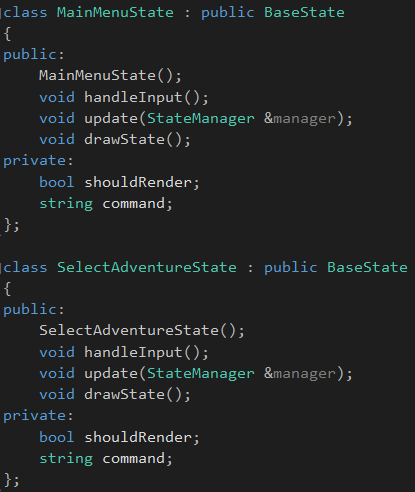 class MainMenuState : public BaseState
{
public:
    MainMenuState();
    void handleInput();
    void update(StateManager &manager);
    void drawState();
private:
    bool shouldRender;
    string command;
};

class SelectAdventureState : public BaseState
{
public:
    SelectAdventureState();
    void handleInput();
    void update(StateManager &manager);
    void drawState();
private:
    bool shouldRender;
    string command;
};